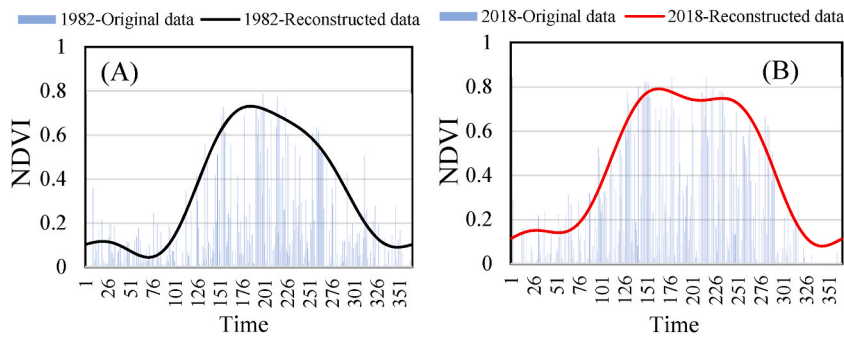 1982-Original data 1982-Reconstructed data
(A)
NDVI
1
0.8
0.6
0.4
0.2
0
1 26 51 76 101 126 151 176 201 226 251 276 301 326 351
Time
2018-Original data 2018-Reconstructed data
(B)
NDVI
1
0.8
0.6
0.4
0.2
0
1 26 51 76 101 126 151 176 201 226 251 276 301 326 351
Time